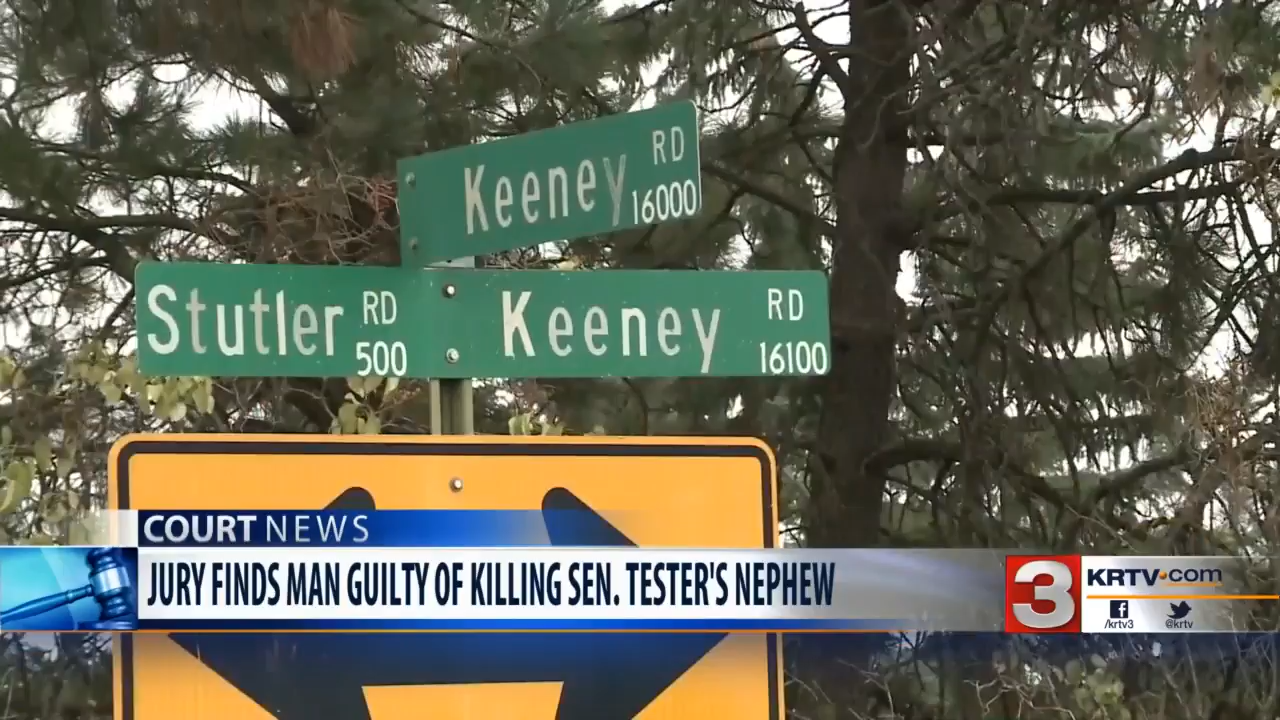 Keeney RD
16000
Stutler RD
500
Keeney RD
16100
COURT NEWS
JURY FINDS MAN GUILTY OF KILLING SEN. TESTER'S NEPHEW
3
KRTV.com
/krtv3
@krtv